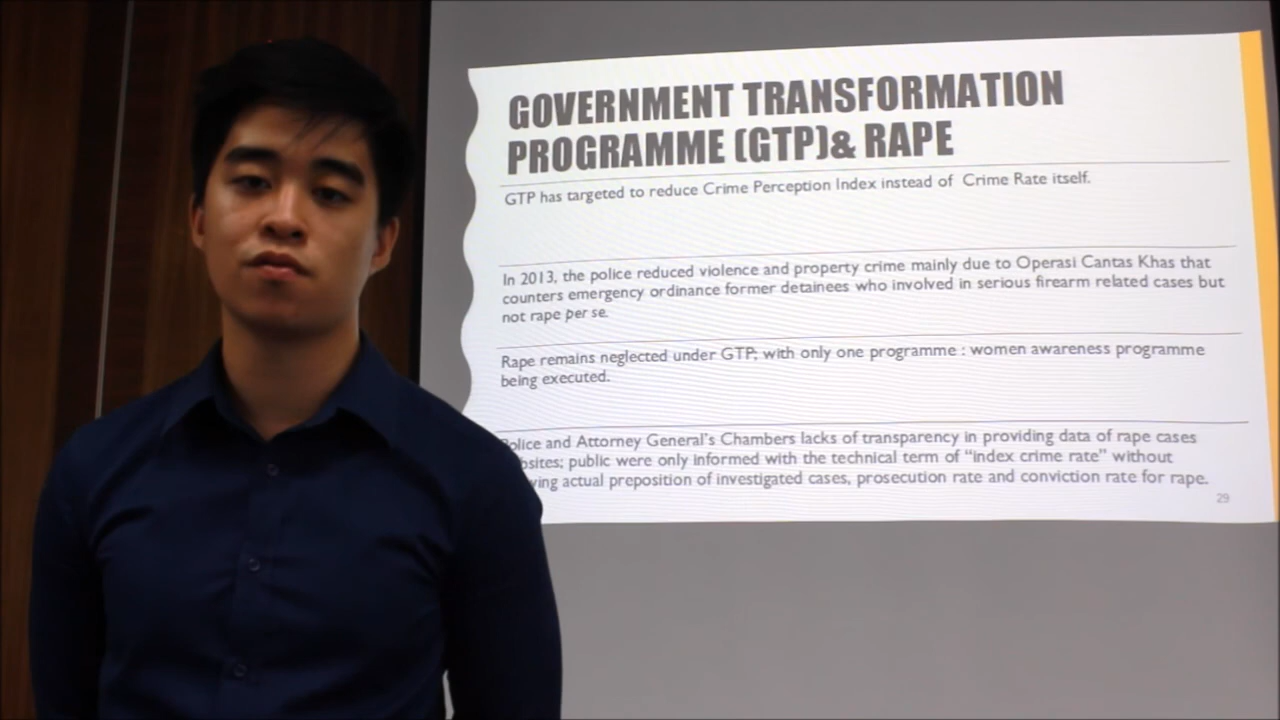 GOVERNMENT TRANSFORMATION
PROGRAMME (GTP)& RAPE
GTP has targeted to reduce Crime Perception Index instead of Crime Rate itself.
In 2013, the police reduced violence and property crime mainly due to Operasi Cantas Khas that
counters emergency ordinance former detainees who involved in serious firearm related cases but
not rape per se.
Rape remains neglected under GTP, with only one programme : women awareness programme
being executed.
Police and Attorney General's Chambers lacks of transparency in providing data of rape cases
public were only informed with the technical term of "index crime rate" without
actual preposition of investigated cases, prosecution rate and conviction rate for rape.
29